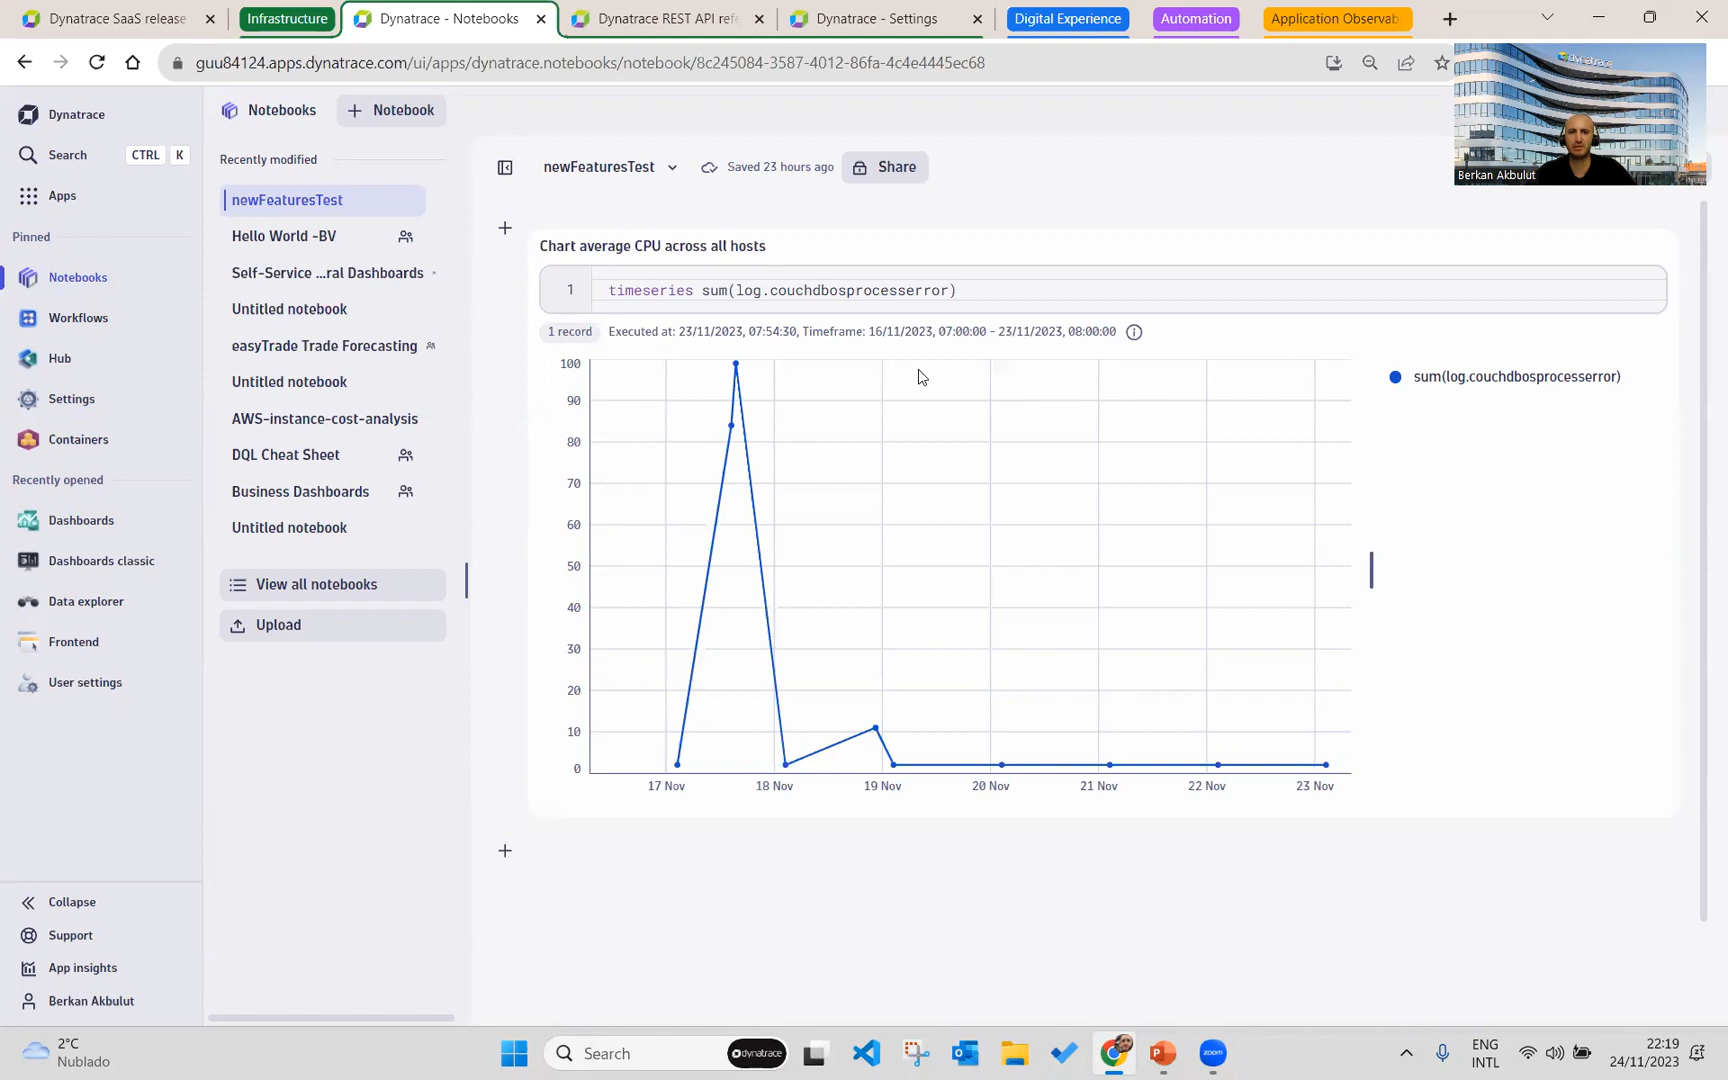 Dynatrace SaaS release
Infrastructure
Dynatrace - Notebooks
Dynatrace REST API ref
Dynatrace - Settings
Digital Experience
Automation
Application Observab
guu84124.apps.dynatrace.com/ui/apps/dynatrace.notebooks/notebook/8c245084-3587-4012-86fa-4c4e4445ec68
dynatrace
Berkan Akbulut
Dynatrace
Search CTRL K
Apps
Pinned
Notebooks
Workflows
Hub
Settings
Containers
Recently opened
Dashboards
Dashboards classic
Data explorer
Frontend
User settings
Collapse
Support
App insights
Berkan Akbulut
Notebooks
Notebook
Recently modified
newFeaturesTest
Hello World -BV
Self-Service ...ral Dashboards
Untitled notebook
easyTrade Trade Forecasting
Untitled notebook
AWS-instance-cost-analysis
DQL Cheat Sheet
Business Dashboards
Untitled notebook
View all notebooks
Upload
newFeaturesTest
Saved 23 hours ago
Share
Chart average CPU across all hosts
1 timeseries sum(log.couchdbosprocesserror)
1 record Executed at: 23/11/2023, 07:54:30, Timeframe: 16/11/2023, 07:00:00 - 23/11/2023, 08:00:00
100
90
80
70
60
50
40
30
20
10
0
17 Nov 18 Nov 19 Nov 20 Nov 21 Nov 22 Nov 23 Nov
sum(log.couchdbosprocesserror)
2°C
Nublado
Search
dynatrace
zoom
ENG
INTL
22:19
24/11/2023